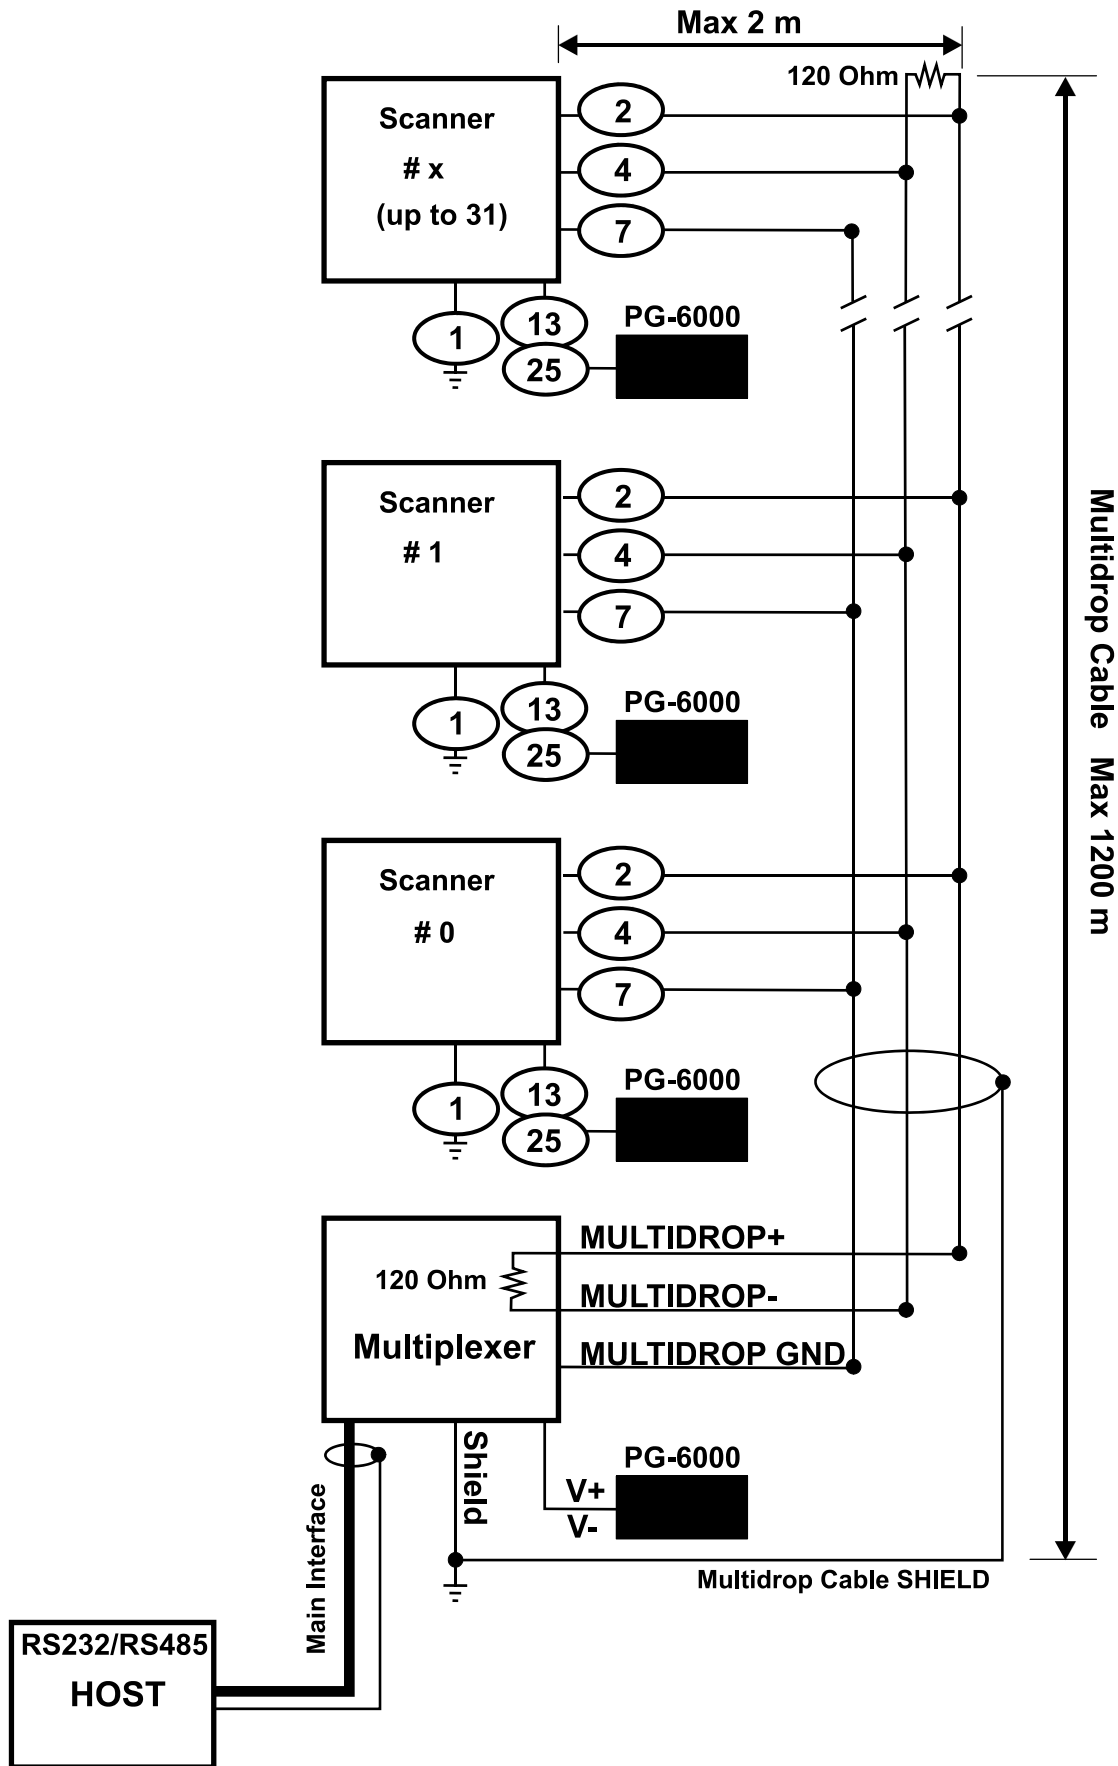 Max 2 m
120 Ohm
Scanner
# x
(up to 31)
2
4
7
1
13
25
PG-6000
Scanner
# 1
2
4
7
1
13
25
PG-6000
Scanner
# 0
2
4
7
1
13
25
PG-6000
Multidrop Cable Max 1200 m
120 Ohm
Multiplexer
MULTIDROP+
MULTIDROP-
MULTIDROP GND
Shield
V+
V-
PG-6000
Multidrop Cable SHIELD
Main Interface
RS232/RS485
HOST